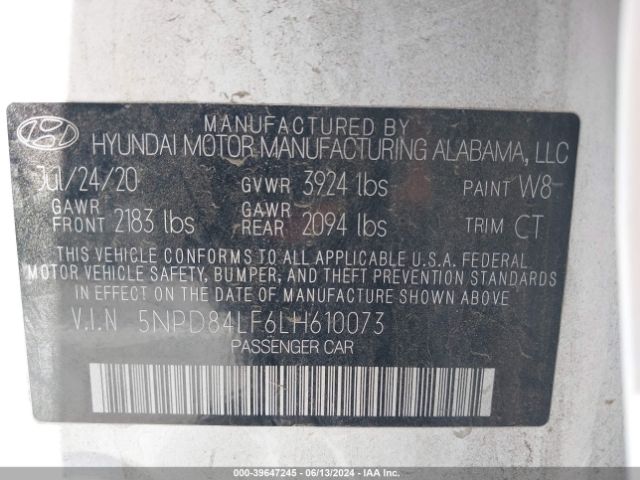 MANUFACTURED BY
HYUNDAI MOTOR MANUFACTURING ALABAMA, LLC
Jul/24/20 GVWR 3924 lbs PAINT W8
GAWR FRONT 2183 lbs GAWR REAR 2094 lbs TRIM CT
THIS VEHICLE CONFORMS TO ALL APPLICABLE U.S.A. FEDERAL
MOTOR VEHICLE SAFETY, BUMPER, AND THEFT PREVENTION STANDARDS
IN EFFECT ON THE DATE OF MANUFACTURE SHOWN ABOVE
V.I.N 5NPD84LF6LH610073
PASSENGER CAR
000-39647245 - 06/13/2024 - IAA Inc.